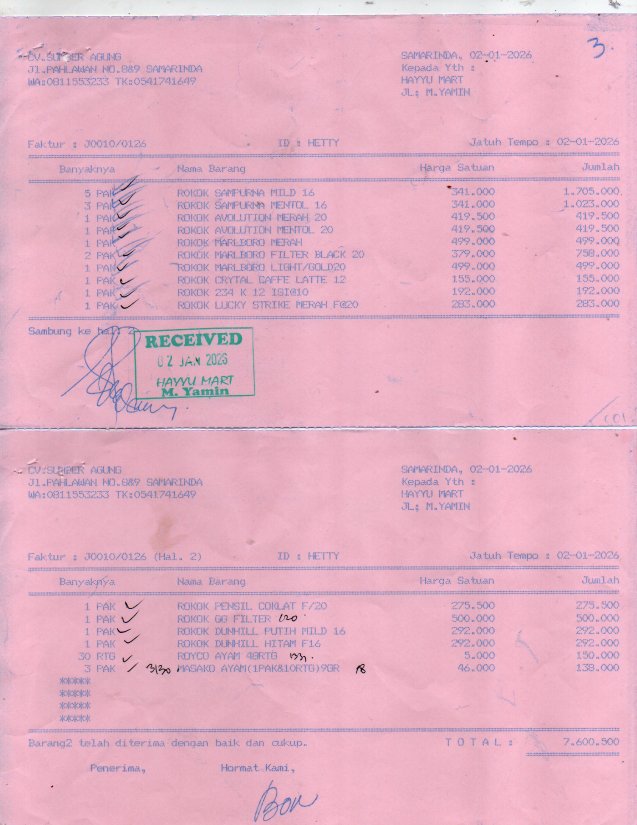 3.
CV.SUMBER AGUNG SAMARINDA, 02-01-2026
Jl.PAHLAWAN NO.8&9 SAMARINDA Kepada Yth :
WA:0811553233 TK:0541741649 HAYYU MART
JL; M.YAMIN
Faktur : J0010/0126 ID : HETTY Jatuh Tempo : 02-01-2026
Banyaknya Nama Barang Harga Satuan Jumlah
5 PAK ROKOK SAMPURNA MILD 16 341.000 1.705.000
3 PAK ROKOK SAMPURNA MENTOL 16 341.000 1.023.000
1 PAK ROKOK AVOLUTION MERAH 20 419.500 419.500
1 PAK ROKOK AVOLUTION MENTOL 20 419.500 419.500
1 PAK ROKOK MARLBORO MERAH 499.000 499.000
2 PAK ROKOK MARLBORO FILTER BLACK 20 379.000 758.000
1 PAK ROKOK MARLBORO LIGHT/GOLD20 499.000 499.000
1 PAK ROKOK CRYTAL CAFFE LATTE 12 155.000 155.000
1 PAK ROKOK 234 K 12 ISI@10 192.000 192.000
1 PAK ROKOK LUCKY STRIKE MERAH F@20 283.000 283.000
Sambung ke hal. 2
RECEIVED
02 JAN 2026
HAYYU MART
M. Yamin
CV.SUMBER AGUNG SAMARINDA, 02-01-2026
Jl.PAHLAWAN NO.8&9 SAMARINDA Kepada Yth :
WA:0811553233 TK:0541741649 HAYYU MART
JL; M.YAMIN
Faktur : J0010/0126 (Hal. 2) ID : HETTY Jatuh Tempo : 02-01-2026
Banyaknya Nama Barang Harga Satuan Jumlah
1 PAK ROKOK PENSIL COKLAT F/20 275.500 275.500
1 PAK ROKOK GG FILTER 500.000 500.000
1 PAK ROKOK DUNHILL PUTIH MILD 16 292.000 292.000
1 PAK ROKOK DUNHILL HITAM F16 292.000 292.000
30 RTG ROYCO AYAM 48RTG 5.000 150.000
3 PAK MASAKO AYAM(1PAK@10RTG)9GR 46.000 138.000
*****
*****
*****
*****
Barang2 telah diterima dengan baik dan cukup. T O T A L : 7.600.500
Penerima, Hormat Kami,